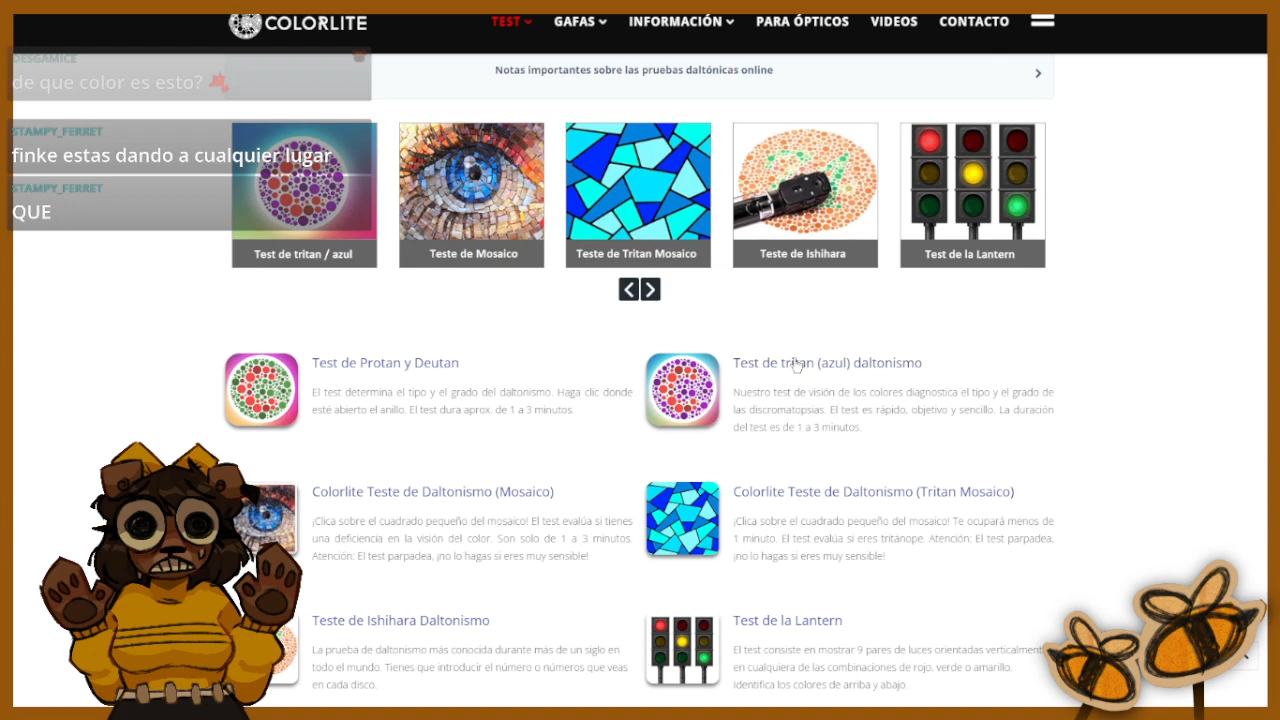 COLORLITE
TEST
GAFAS
INFORMACIÓN
PARA ÓPTICOS
VIDEOS
CONTACTO
Notas importantes sobre las pruebas daltónicas online
DESGAMICE
de que color es esto?
STAMPY_FERRET
finke estas dando a cualquier lugar
STAMPY_FERRET
QUE
Test de tritan / azul
Teste de Mosaico
Teste de Tritan Mosaico
Teste de Ishihara
Test de la Lantern
Test de Protan y Deutan
El test determina el tipo y el grado del daltonismo. Haga clic donde
esté abierto el anillo. El test dura aprox. de 1 a 3 minutos.
Test de tritan (azul) daltonismo
Nuestro test de visión de los colores diagnostica el tipo y el grado de
las discromatopsias. El test es rápido, objetivo y sencillo. La duración
del test es de 1 a 3 minutos.
Colorlite Teste de Daltonismo (Mosaico)
¡Clica sobre el cuadrado pequeño del mosaico! El test evalúa si tienes
una deficiencia en la visión del color. Son solo de 1 a 3 minutos.
Atención: El test parpadea, ¡no lo hagas si eres muy sensible!
Colorlite Teste de Daltonismo (Tritan Mosaico)
¡Clica sobre el cuadrado pequeño del mosaico! Te ocupará menos de
1 minuto. El test evalúa si eres tritánope. Atención: El test parpadea,
¡no lo hagas si eres muy sensible!
Teste de Ishihara Daltonismo
La prueba de daltonismo más conocida durante más de un siglo en
todo el mundo. Tienes que introducir el número o números que veas
en cada disco.
Test de la Lantern
El test consiste en mostrar 9 pares de luces orientadas verticalment
en cualquiera de las combinaciones de rojo, verde o amarillo.
Identifica los colores de arriba y abajo.